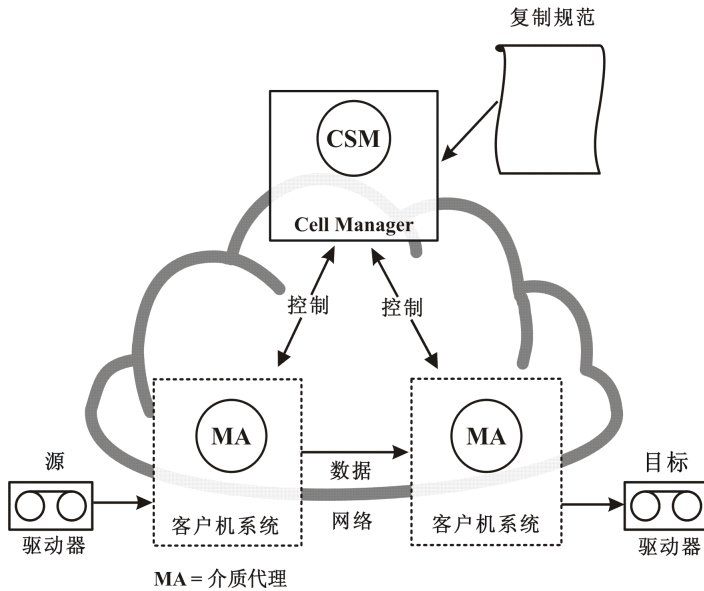 复制规范
CSM
Cell Manager
控制
控制
MA
MA
源
数据
目标
客户机系统
网络
客户机系统
驱动器
驱动器
MA = 介质代理